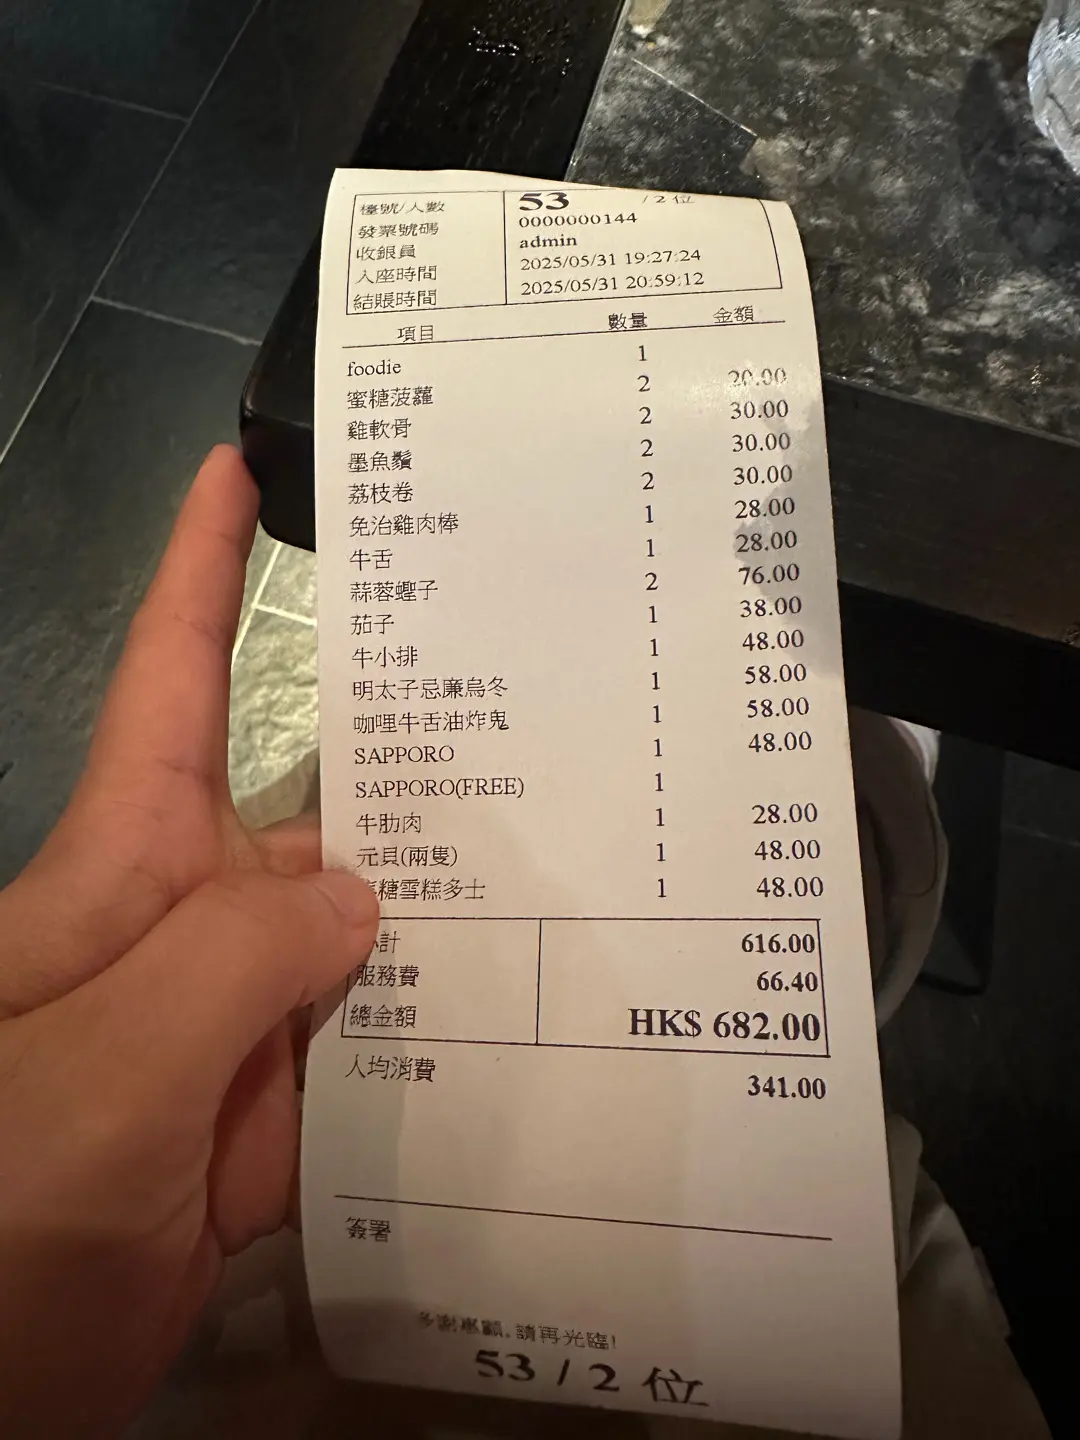 檯號/人數 53 / 2 位
發票號碼 0000000144
收銀員 admin
入座時間 2025/05/31 19:27:24
結賬時間 2025/05/31 20:59:12
項目 數量 金額
foodie 1
蜜糖菠蘿 2 20.00
雞軟骨 2 30.00
墨魚鬚 2 30.00
荔枝卷 2 30.00
免治雞肉棒 1 28.00
牛舌 1 28.00
蒜蓉蟶子 2 76.00
茄子 1 38.00
牛小排 1 48.00
明太子忌廉烏冬 1 58.00
咖哩牛舌油炸鬼 1 58.00
SAPPORO 1 48.00
SAPPORO(FREE) 1
牛肋肉 1 28.00
元貝(兩隻) 1 48.00
糖雪糕多士 1 48.00
計 616.00
服務費 66.40
總金額 HK$ 682.00
人均消費 341.00
簽署
多謝惠顧。請再光臨!
53 / 2 位